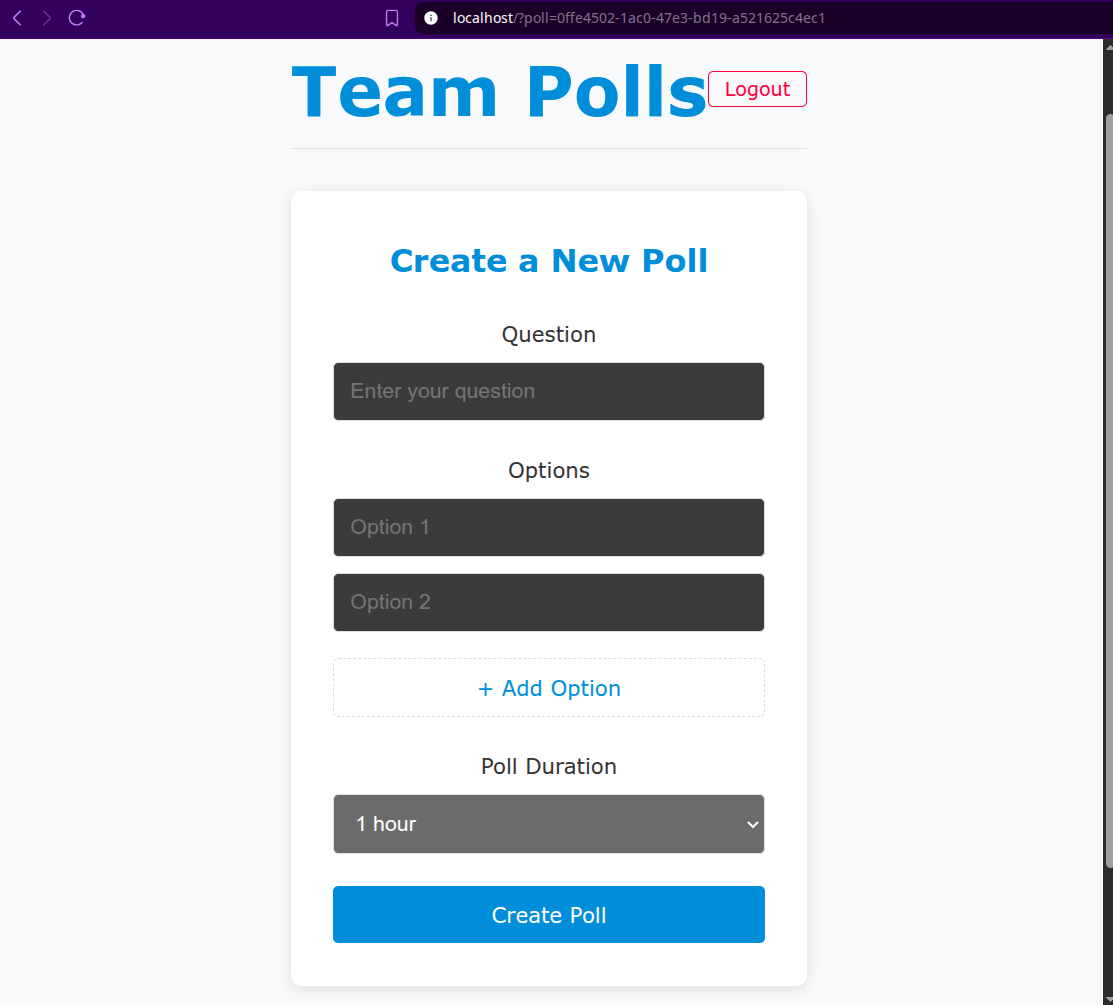 localhost/?poll=0ffe4502-1ac0-47e3-bd19-a521625c4ec1
Team Polls
Logout
Create a New Poll
Question
Enter your question
Options
Option 1
Option 2
+ Add Option
Poll Duration
1 hour
Create Poll